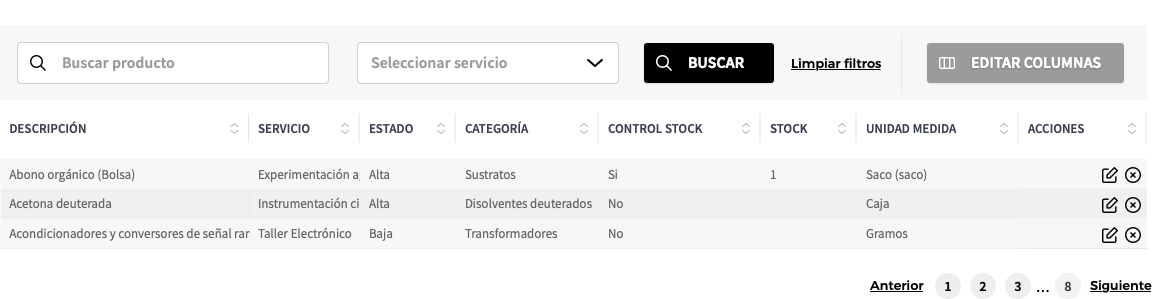 Buscar producto Seleccionar servicio BUSCAR Limpiar filtros EDITAR COLUMNAS
DESCRIPCIÓN SERVICIO ESTADO CATEGORÍA CONTROL STOCK STOCK UNIDAD MEDIDA ACCIONES
Abono orgánico (Bolsa) Experimentación a Alta Sustratos Si 1 Saco (saco)
Acetona deuterada Instrumentación ci Alta Disolventes deuterados No Caja
Acondicionadores y conversores de señal rar Taller Electrónico Baja Transformadores No Gramos
Anterior 1 2 3 ... 8 Siguiente